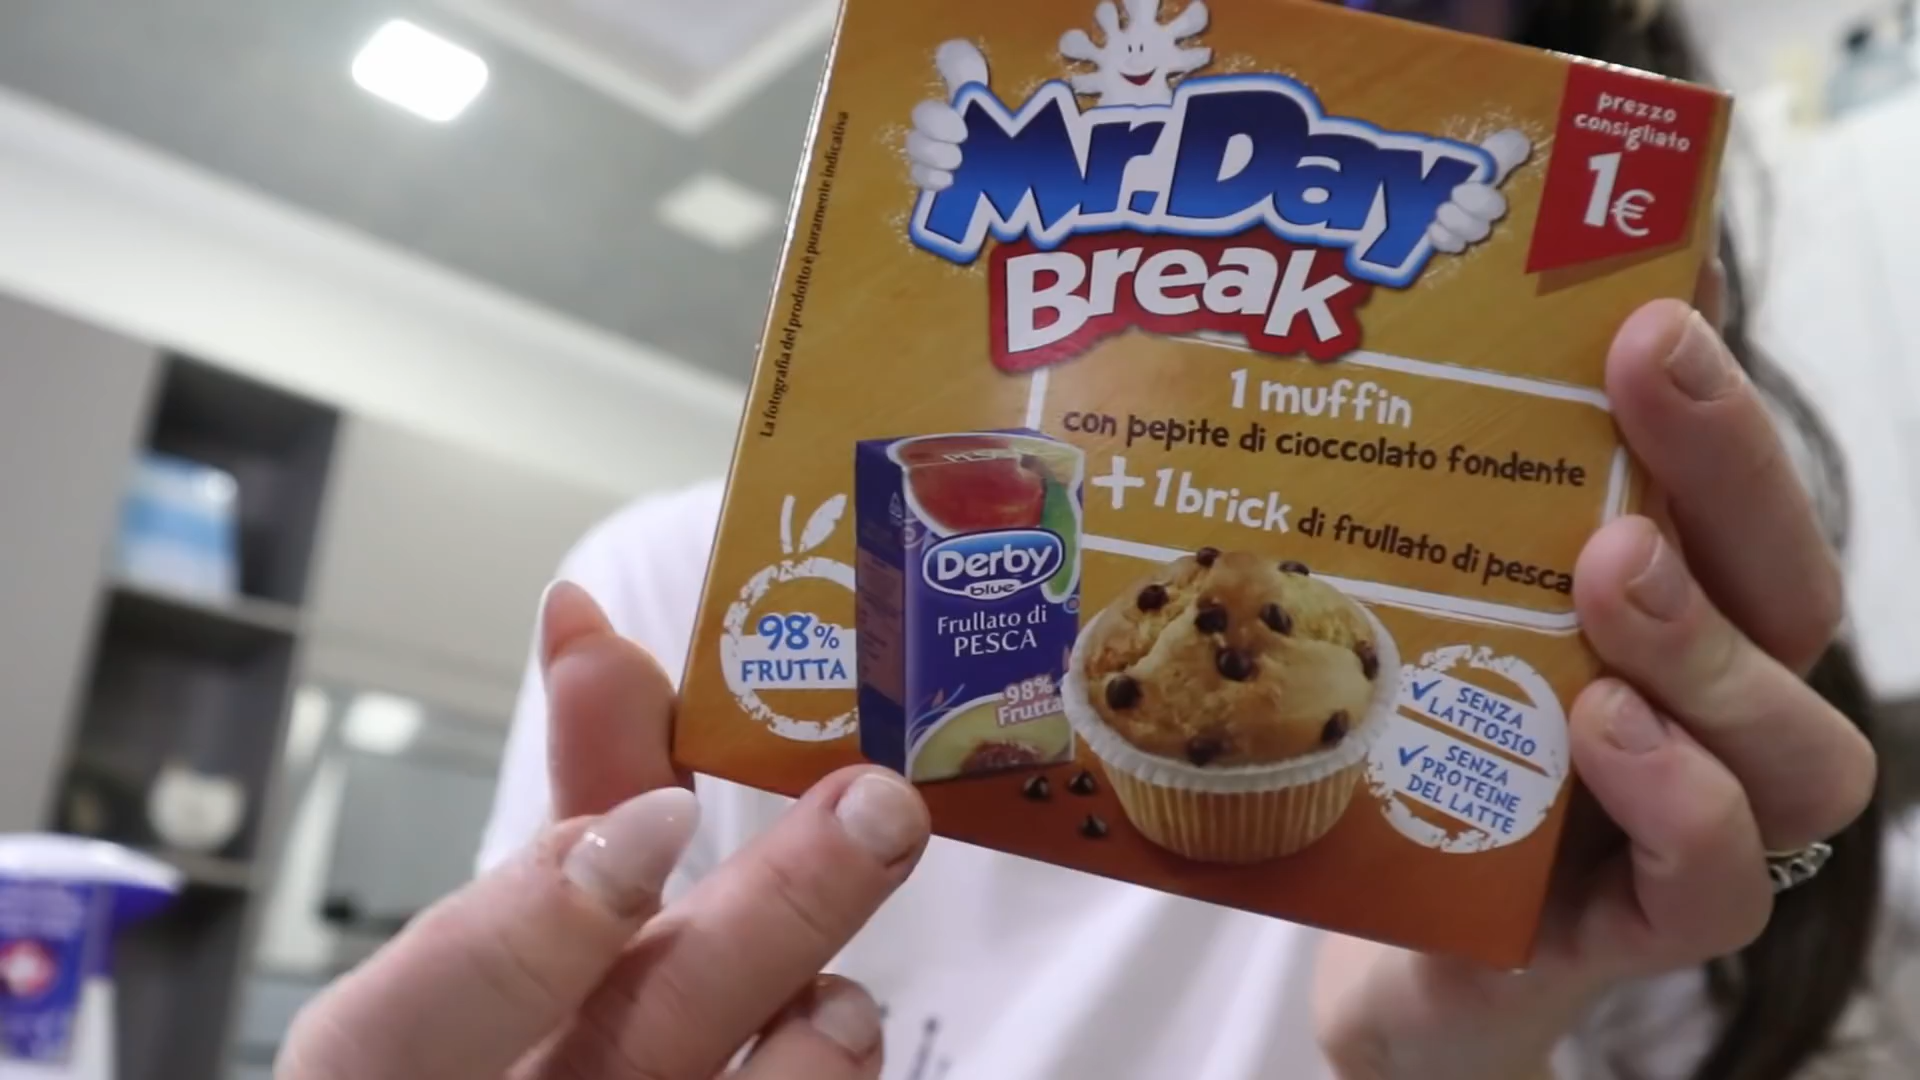 Mr.Day
Break
prezzo
consigliato
1€
La fotografia del prodotto è puramente indicativa
1 muffin
con pepite di cioccolato fondente
+1 brick di frullato di pesca
98%
FRUTTA
Derby
blue
Frullato di
PESCA
98%
Frutta
SENZA
LATTOSIO
SENZA
PROTEINE
DEL LATTE